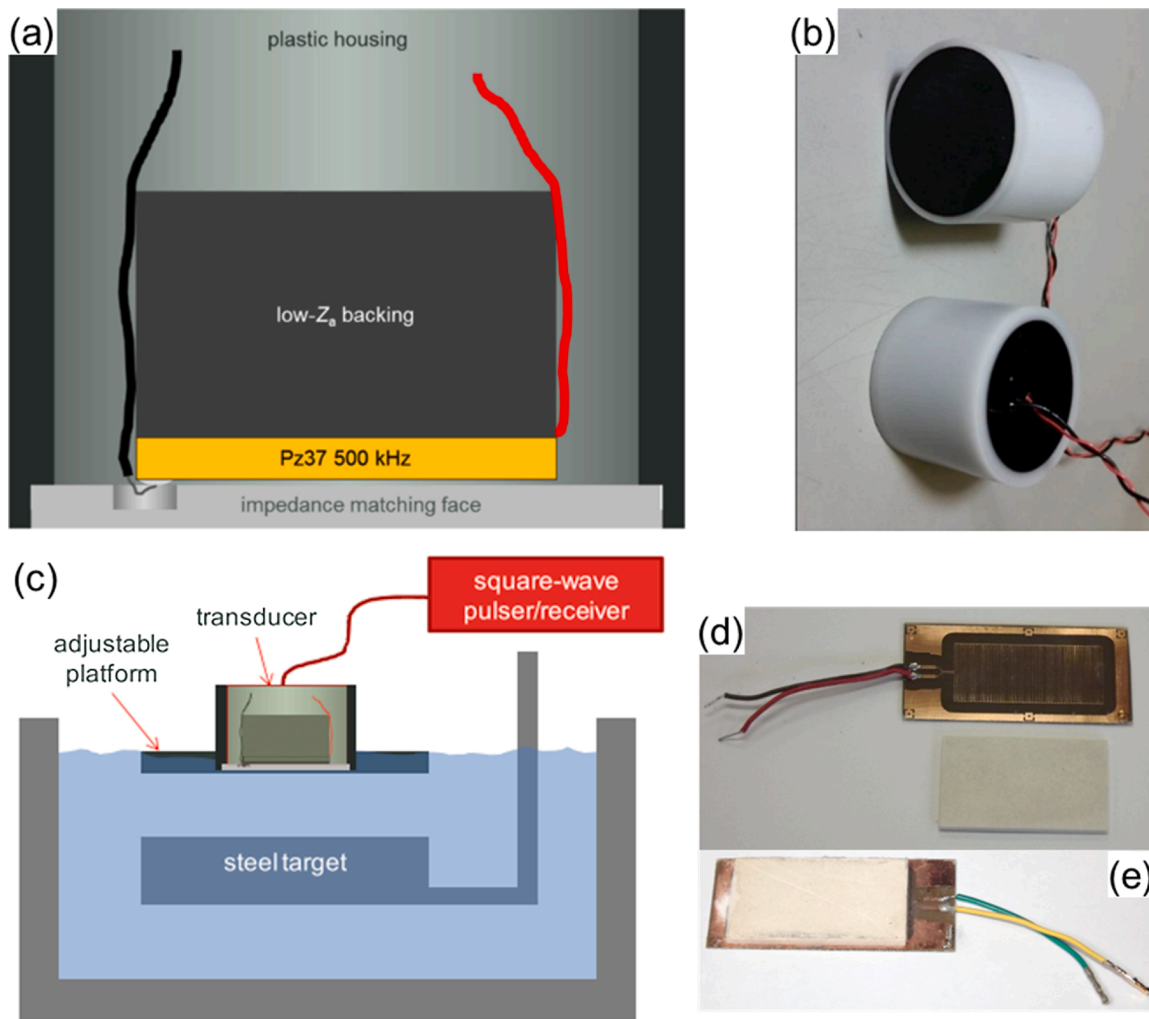 (a)
plastic housing
low-Za backing
Pz37 500 kHz
impedance matching face
(b)
(c)
square-wave
pulser/receiver
transducer
adjustable
platform
steel target
(d)
(e)